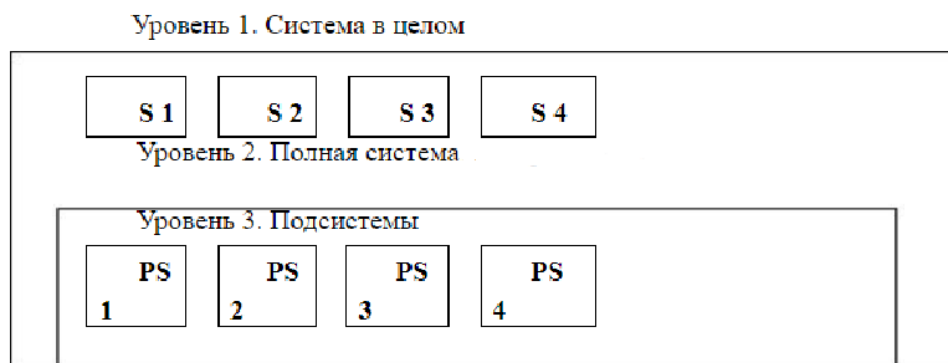 Уровень 1. Система в целом
S 1 S 2 S 3 S 4
Уровень 2. Полная система
Уровень 3. Подсистемы
PS PS PS PS
1 2 3 4